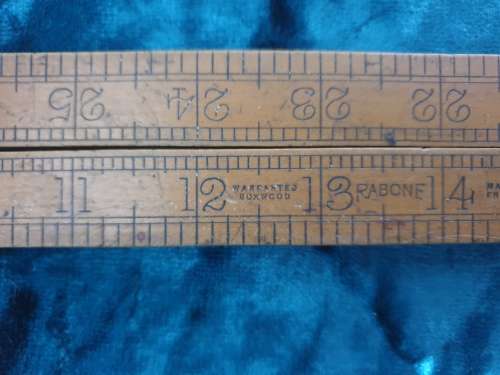 25 24 23 22
11 12 WARRANTED BOXWOOD 13 RABONE 14